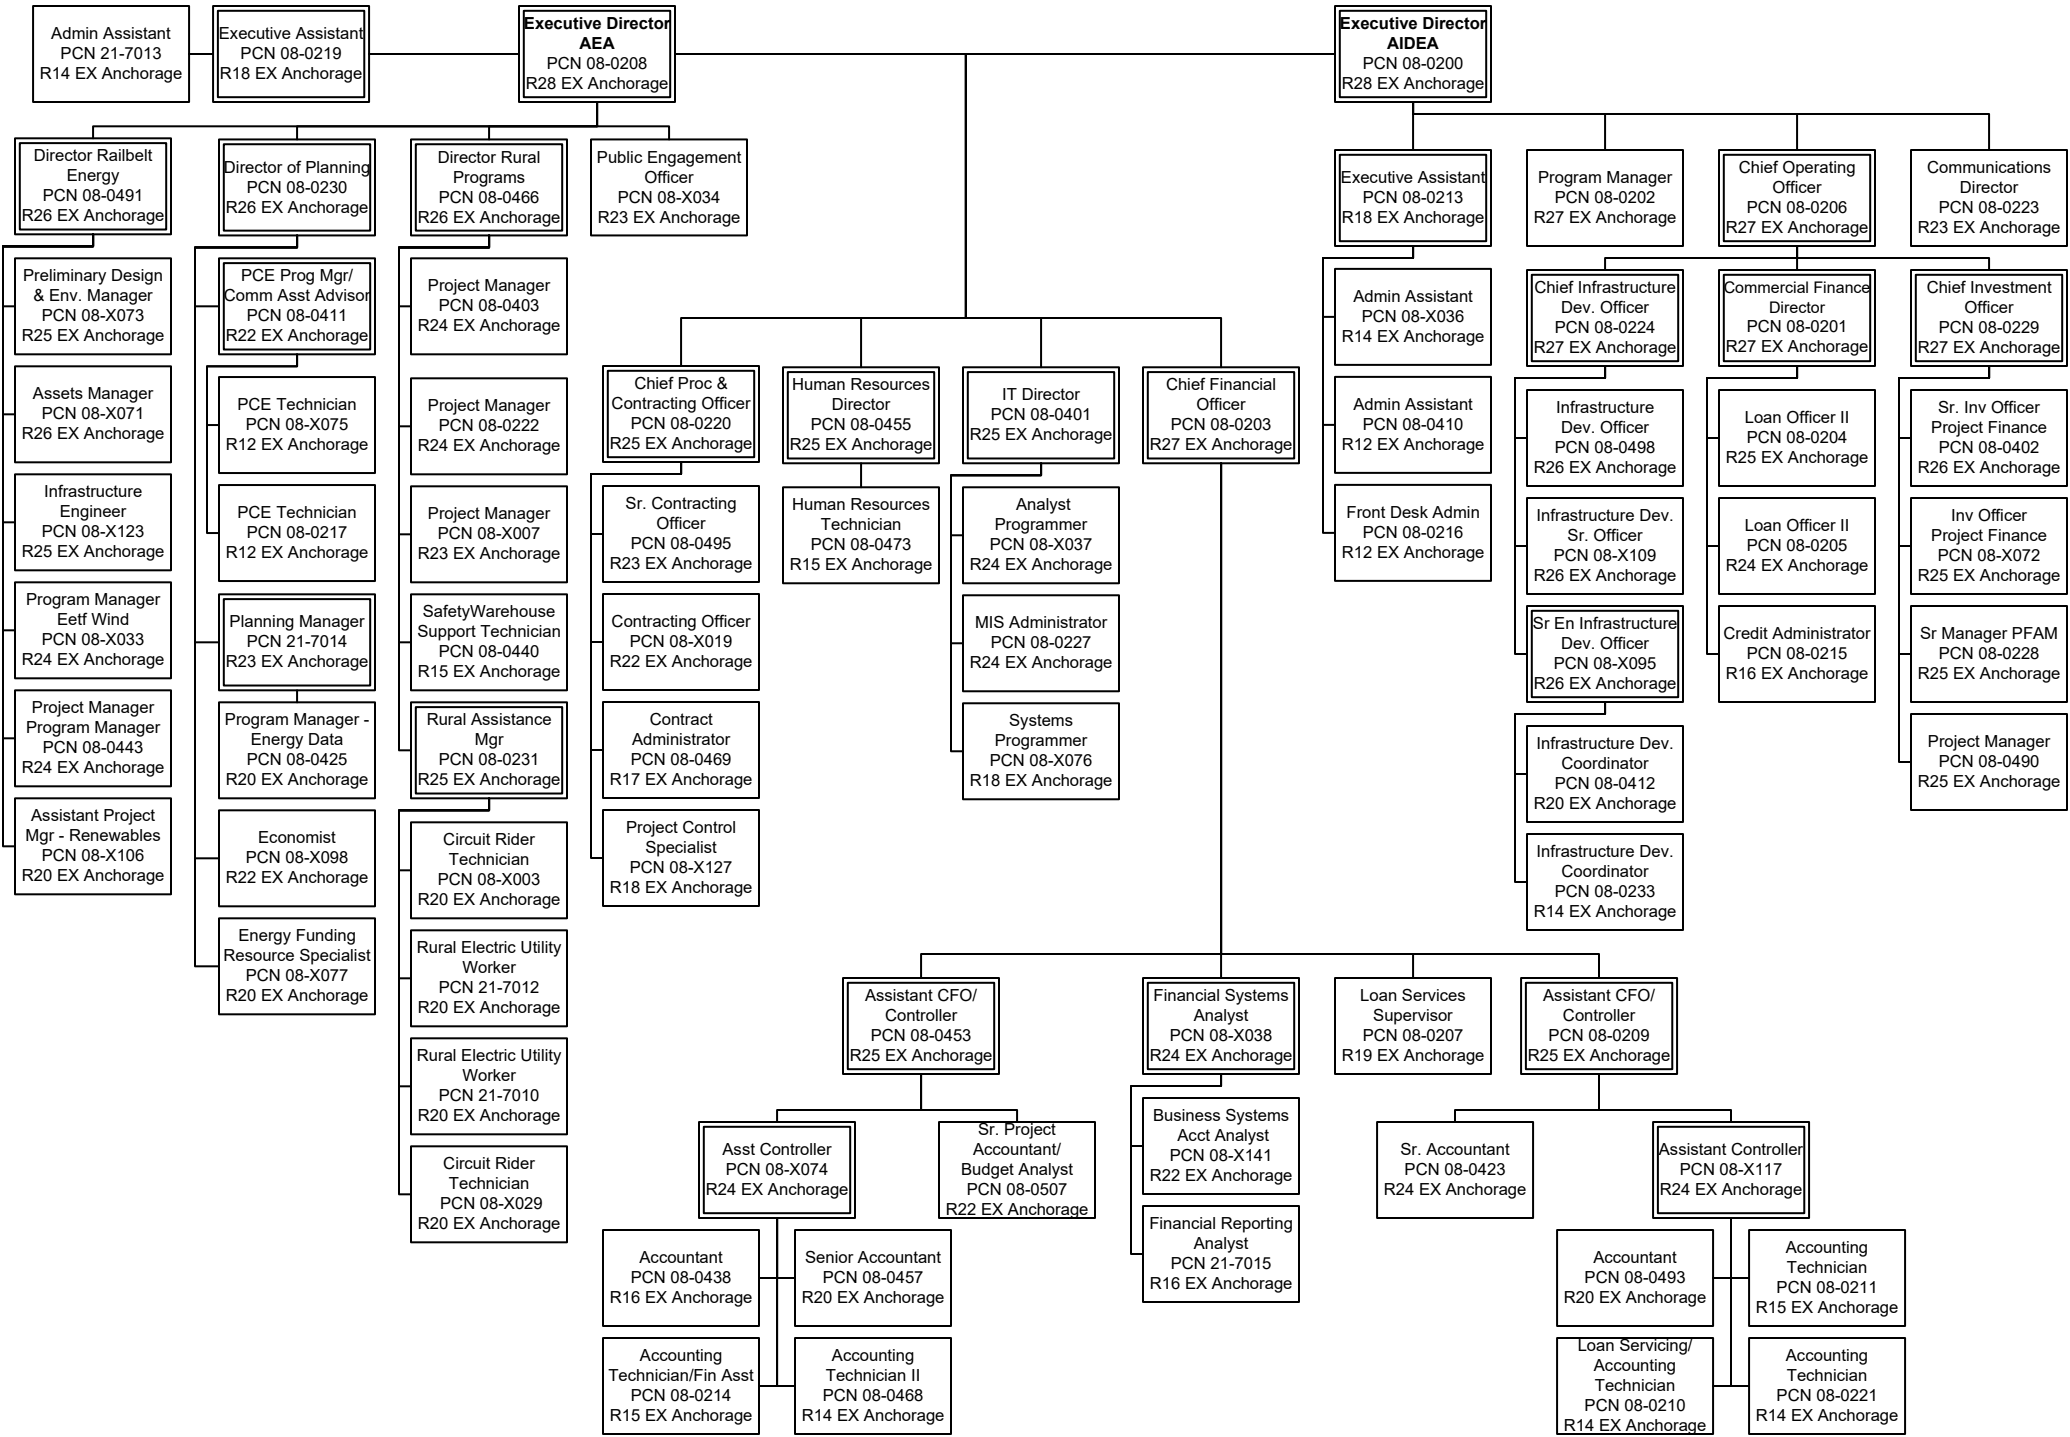 Admin Assistant
PCN 21-7013
R14 EX Anchorage
Executive Assistant
PCN 08-0219
R18 EX Anchorage
Executive Director
AEA
PCN 08-0208
R28 EX Anchorage
Executive Director
AIDEA
PCN 08-0200
R28 EX Anchorage
Director Railbelt
Energy
PCN 08-0491
R26 EX Anchorage
Director of Planning
PCN 08-0230
R26 EX Anchorage
Director Rural
Programs
PCN 08-0466
R26 EX Anchorage
Public Engagement
Officer
PCN 08-X034
R23 EX Anchorage
Executive Assistant
PCN 08-0213
R18 EX Anchorage
Program Manager
PCN 08-0202
R27 EX Anchorage
Chief Operating
Officer
PCN 08-0206
R27 EX Anchorage
Communications
Director
PCN 08-0223
R23 EX Anchorage
Preliminary Design
& Env. Manager
PCN 08-X073
R25 EX Anchorage
Assets Manager
PCN 08-X071
R26 EX Anchorage
Infrastructure
Engineer
PCN 08-X123
R25 EX Anchorage
Program Manager
Eetf Wind
PCN 08-X033
R24 EX Anchorage
Project Manager
Program Manager
PCN 08-0443
R24 EX Anchorage
Assistant Project
Mgr - Renewables
PCN 08-X106
R20 EX Anchorage
PCE Prog Mgr/
Comm Asst Advisor
PCN 08-0411
R22 EX Anchorage
PCE Technician
PCN 08-X075
R12 EX Anchorage
PCE Technician
PCN 08-0217
R12 EX Anchorage
Planning Manager
PCN 21-7014
R23 EX Anchorage
Program Manager -
Energy Data
PCN 08-0425
R20 EX Anchorage
Economist
PCN 08-X098
R22 EX Anchorage
Energy Funding
Resource Specialist
PCN 08-X077
R20 EX Anchorage
Project Manager
PCN 08-0403
R24 EX Anchorage
Project Manager
PCN 08-0222
R24 EX Anchorage
Project Manager
PCN 08-X007
R23 EX Anchorage
SafetyWarehouse
Support Technician
PCN 08-0440
R15 EX Anchorage
Rural Assistance
Mgr
PCN 08-0231
R25 EX Anchorage
Circuit Rider
Technician
PCN 08-X003
R20 EX Anchorage
Rural Electric Utility
Worker
PCN 21-7012
R20 EX Anchorage
Rural Electric Utility
Worker
PCN 21-7010
R20 EX Anchorage
Circuit Rider
Technician
PCN 08-X029
R20 EX Anchorage
Chief Proc &
Contracting Officer
PCN 08-0220
R25 EX Anchorage
Sr. Contracting
Officer
PCN 08-0495
R23 EX Anchorage
Contracting Officer
PCN 08-X019
R22 EX Anchorage
Contract
Administrator
PCN 08-0469
R17 EX Anchorage
Project Control
Specialist
PCN 08-X127
R18 EX Anchorage
Human Resources
Director
PCN 08-0455
R25 EX Anchorage
Human Resources
Technician
PCN 08-0473
R15 EX Anchorage
IT Director
PCN 08-0401
R25 EX Anchorage
Analyst
Programmer
PCN 08-X037
R24 EX Anchorage
MIS Administrator
PCN 08-0227
R24 EX Anchorage
Systems
Programmer
PCN 08-X076
R18 EX Anchorage
Chief Financial
Officer
PCN 08-0203
R27 EX Anchorage
Admin Assistant
PCN 08-X036
R14 EX Anchorage
Admin Assistant
PCN 08-0410
R12 EX Anchorage
Front Desk Admin
PCN 08-0216
R12 EX Anchorage
Chief Infrastructure
Dev. Officer
PCN 08-0224
R27 EX Anchorage
Infrastructure
Dev. Officer
PCN 08-0498
R26 EX Anchorage
Infrastructure Dev.
Sr. Officer
PCN 08-X109
R26 EX Anchorage
Sr En Infrastructure
Dev. Officer
PCN 08-X095
R26 EX Anchorage
Infrastructure Dev.
Coordinator
PCN 08-0412
R20 EX Anchorage
Infrastructure Dev.
Coordinator
PCN 08-0233
R14 EX Anchorage
Commercial Finance
Director
PCN 08-0201
R27 EX Anchorage
Loan Officer II
PCN 08-0204
R25 EX Anchorage
Loan Officer II
PCN 08-0205
R24 EX Anchorage
Credit Administrator
PCN 08-0215
R16 EX Anchorage
Chief Investment
Officer
PCN 08-0229
R27 EX Anchorage
Sr. Inv Officer
Project Finance
PCN 08-0402
R26 EX Anchorage
Inv Officer
Project Finance
PCN 08-X072
R25 EX Anchorage
Sr Manager PFAM
PCN 08-0228
R25 EX Anchorage
Project Manager
PCN 08-0490
R25 EX Anchorage
Assistant CFO/
Controller
PCN 08-0453
R25 EX Anchorage
Financial Systems
Analyst
PCN 08-X038
R24 EX Anchorage
Loan Services
Supervisor
PCN 08-0207
R19 EX Anchorage
Assistant CFO/
Controller
PCN 08-0209
R25 EX Anchorage
Asst Controller
PCN 08-X074
R24 EX Anchorage
Sr. Project
Accountant/
Budget Analyst
PCN 08-0507
R22 EX Anchorage
Accountant
PCN 08-0438
R16 EX Anchorage
Senior Accountant
PCN 08-0457
R20 EX Anchorage
Accounting
Technician/Fin Asst
PCN 08-0214
R15 EX Anchorage
Accounting
Technician II
PCN 08-0468
R14 EX Anchorage
Business Systems
Acct Analyst
PCN 08-X141
R22 EX Anchorage
Financial Reporting
Analyst
PCN 21-7015
R16 EX Anchorage
Sr. Accountant
PCN 08-0423
R24 EX Anchorage
Assistant Controller
PCN 08-X117
R24 EX Anchorage
Accountant
PCN 08-0493
R20 EX Anchorage
Accounting
Technician
PCN 08-0211
R15 EX Anchorage
Loan Servicing/
Accounting
Technician
PCN 08-0210
R14 EX Anchorage
Accounting
Technician
PCN 08-0221
R14 EX Anchorage